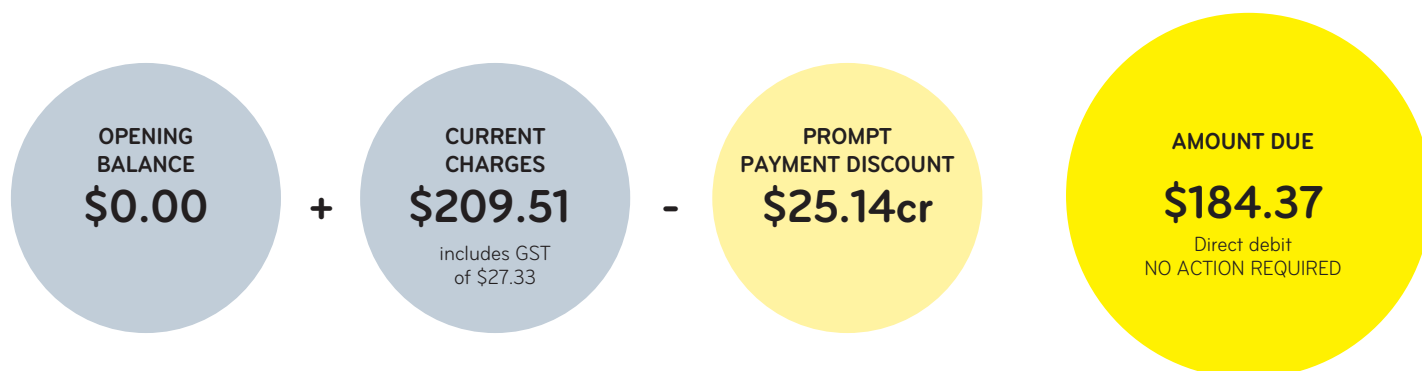 OPENING
BALANCE
$0.00
+
CURRENT
CHARGES
$209.51
includes GST
of $27.33
-
PROMPT
PAYMENT DISCOUNT
$25.14cr
AMOUNT DUE
$184.37
Direct debit
NO ACTION REQUIRED